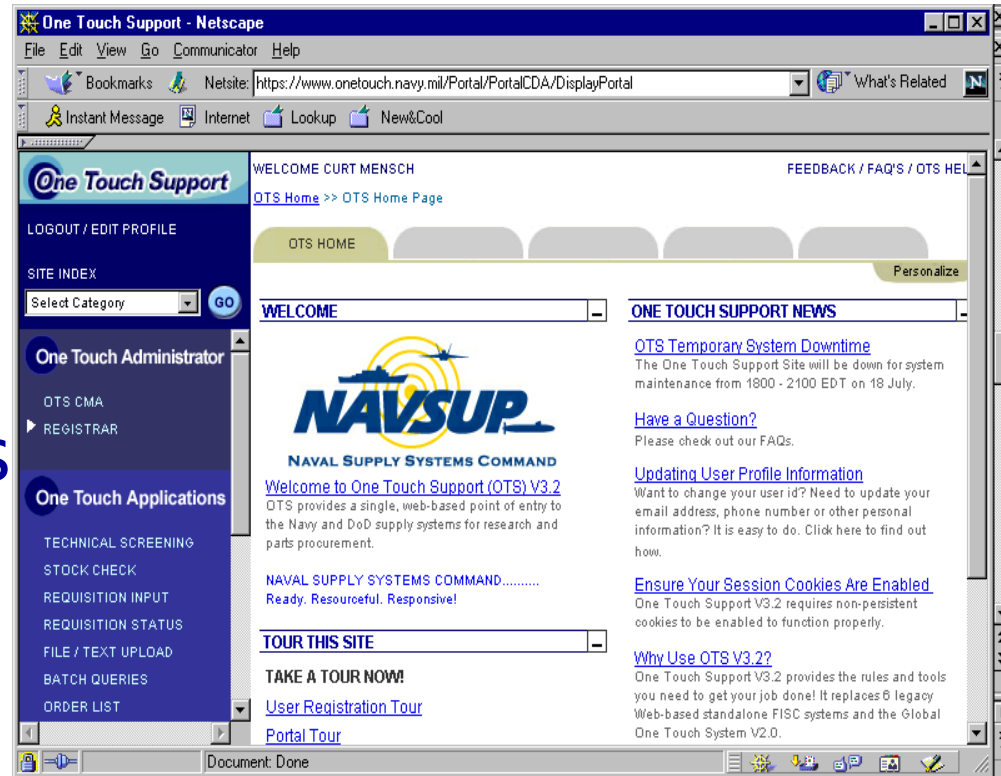 One Touch Support - Netscape
File Edit View Go Communicator Help
Bookmarks Netsite: https://www.onetouch.navy.mil/Portal/PortalCDA/DisplayPortal What's Related N
Instant Message Internet Lookup New&Cool
One Touch Support
LOGOUT / EDIT PROFILE
SITE INDEX
Select Category GO
One Touch Administrator
OTS CMA
REGISTRAR
S
One Touch Applications
TECHNICAL SCREENING
STOCK CHECK
REQUISITION INPUT
REQUISITION STATUS
FILE / TEXT UPLOAD
BATCH QUERIES
ORDER LIST
WELCOME CURT MENSCH FEEDBACK / FAQ'S / OTS HEL
OTS Home >> OTS Home Page
OTS HOME
Personalize
WELCOME
NAVSUP
NAVAL SUPPLY SYSTEMS COMMAND
Welcome to One Touch Support (OTS) V3.2
OTS provides a single, web-based point of entry to
the Navy and DoD supply systems for research and
parts procurement.
NAVAL SUPPLY SYSTEMS COMMAND..........
Ready. Resourceful. Responsive!
TOUR THIS SITE
TAKE A TOUR NOW!
User Registration Tour
Portal Tour
ONE TOUCH SUPPORT NEWS
OTS Temporary System Downtime
The One Touch Support Site will be down for system
maintenance from 1800 - 2100 EDT on 18 July.
Have a Question?
Please check out our FAQs.
Updating User Profile Information
Want to change your user id? Need to update your
email address, phone number or other personal
information? It is easy to do. Click here to find out
how.
Ensure Your Session Cookies Are Enabled
One Touch Support V3.2 requires non-persistent
cookies to be enabled to function properly.
Why Use OTS V3.2?
One Touch Support V3.2 provides the rules and tools
you need to get your job done! It replaces 6 legacy
Web-based standalone FISC systems and the Global
One Touch System V2.0.
Document: Done